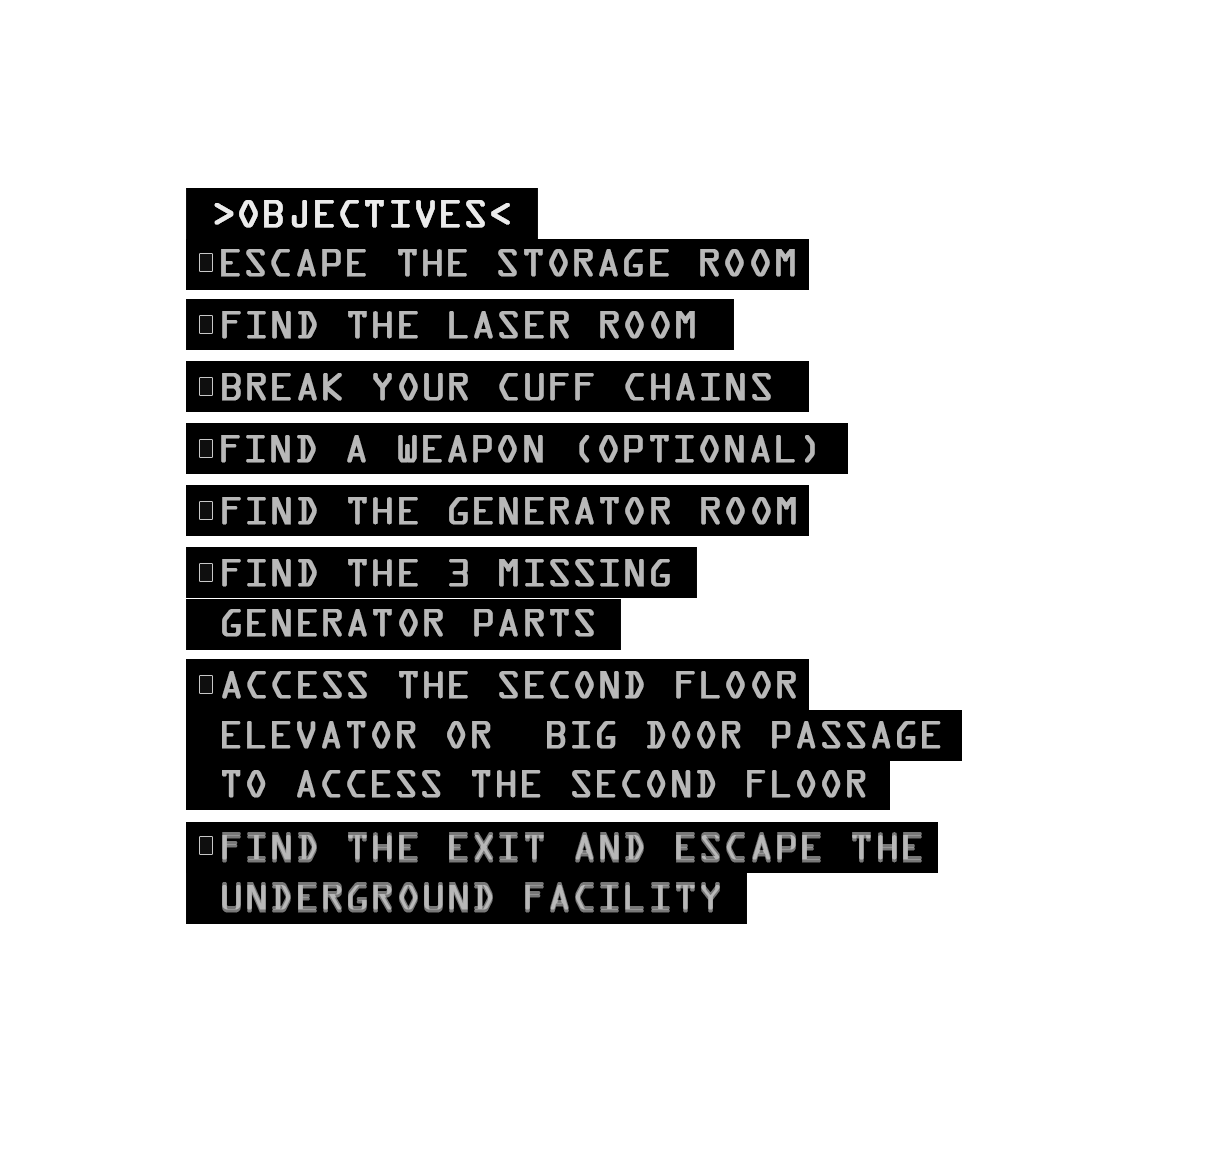 >OBJECTIVES<
□ESCAPE THE STORAGE ROOM
□FIND THE LASER ROOM
□BREAK YOUR CUFF CHAINS
□FIND A WEAPON (OPTIONAL)
□FIND THE GENERATOR ROOM
□FIND THE 3 MISSING
GENERATOR PARTS
□ACCESS THE SECOND FLOOR
ELEVATOR OR  BIG DOOR PASSAGE
TO ACCESS THE SECOND FLOOR
□FIND THE EXIT AND ESCAPE THE
UNDERGROUND FACILITY